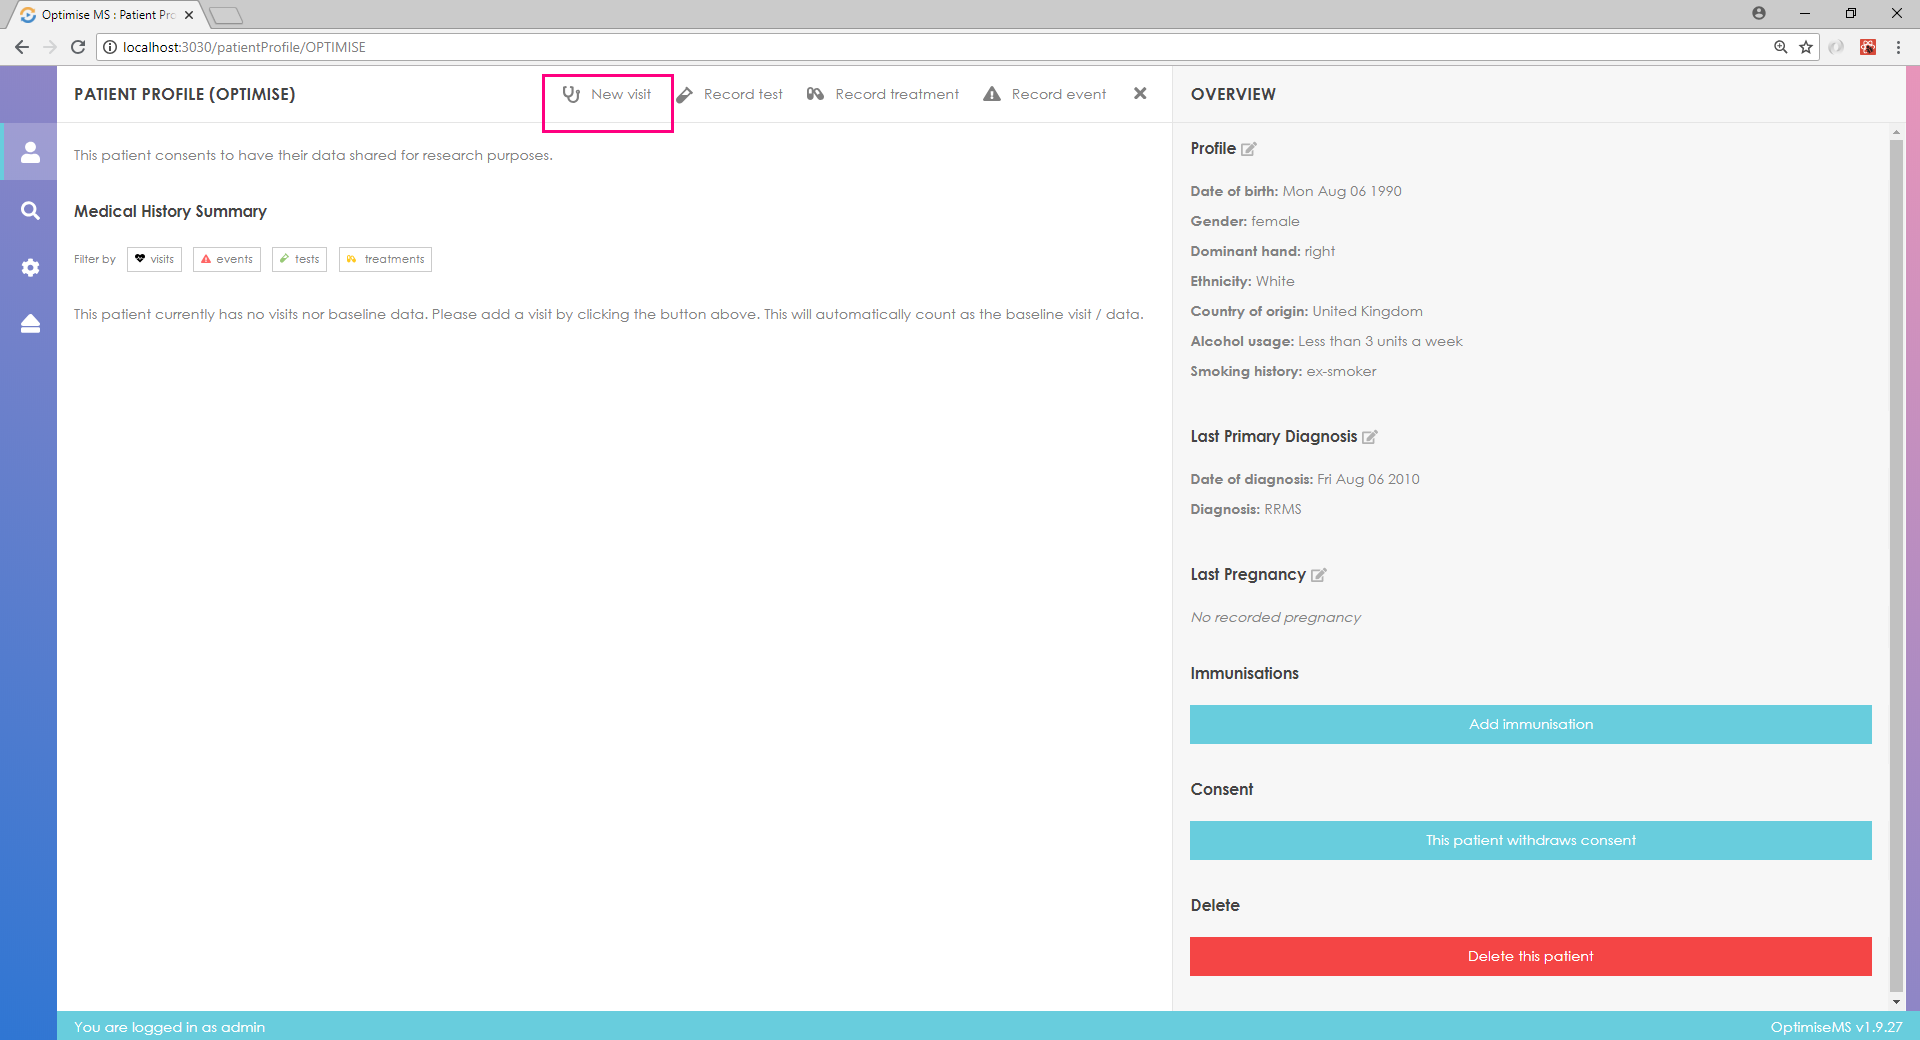 Optimise MS : Patient Pro
localhost:3030/patientProfile/OPTIMISE
PATIENT PROFILE (OPTIMISE)
New visit
Record test
Record treatment
Record event
This patient consents to have their data shared for research purposes.
Medical History Summary
Filter by
visits
events
tests
treatments
This patient currently has no visits nor baseline data. Please add a visit by clicking the button above. This will automatically count as the baseline visit / data.
OVERVIEW
Profile
Date of birth: Mon Aug 06 1990
Gender: female
Dominant hand: right
Ethnicity: White
Country of origin: United Kingdom
Alcohol usage: Less than 3 units a week
Smoking history: ex-smoker
Last Primary Diagnosis
Date of diagnosis: Fri Aug 06 2010
Diagnosis: RRMS
Last Pregnancy
No recorded pregnancy
Immunisations
Add immunisation
Consent
This patient withdraws consent
Delete
Delete this patient
You are logged in as admin
OptimiseMS v1.9.27